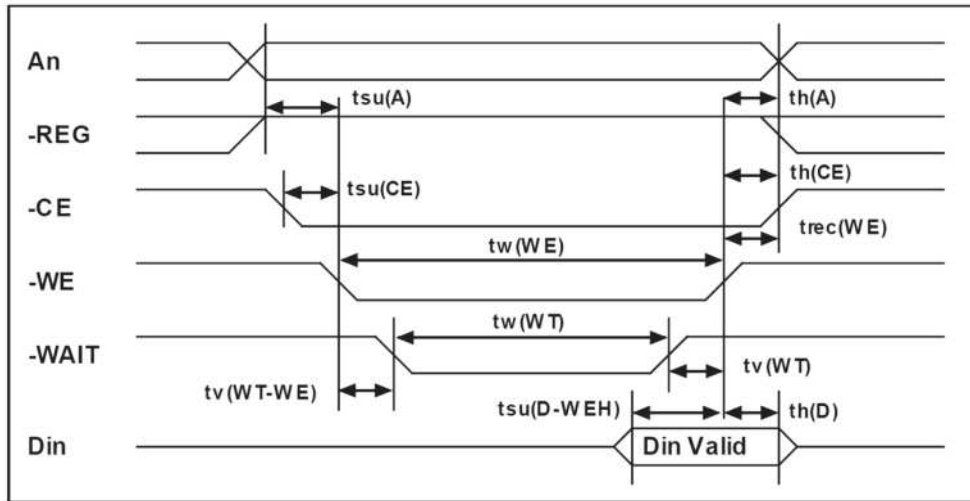 An
tsu(A)
th(A)
-REG
tsu(CE)
th(CE)
-CE
trec(WE)
tw(WE)
-WE
tw(WT)
-WAIT
tv(WT-WE)
tv(WT)
tsu(D-WEH)
th(D)
Din
Din Valid